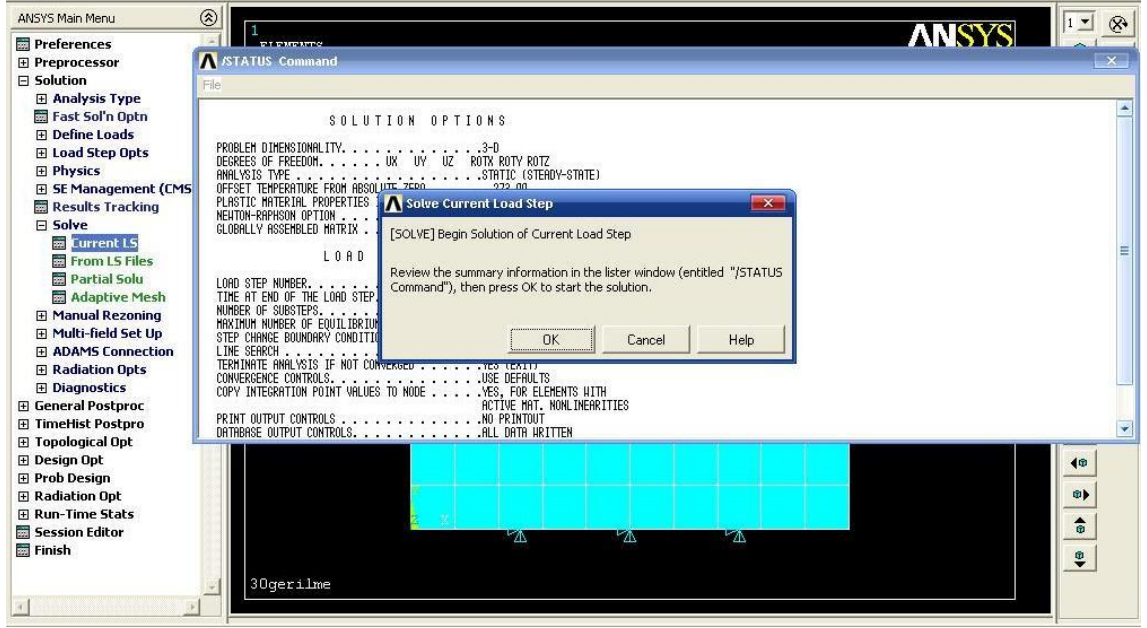 ANSYS Main Menu
Preferences
Preprocessor
Solution
Analysis Type
Fast Sol'n Optn
Define Loads
Load Step Opts
Physics
SE Management (CMS
Results Tracking
Solve
Current LS
From LS Files
Partial Solu
Adaptive Mesh
Manual Rezoning
Multi-field Set Up
ADAMS Connection
Radiation Opts
Diagnostics
General Postproc
TimeHist Postpro
Topological Opt
Design Opt
Prob Design
Radiation Opt
Run-Time Stats
Session Editor
Finish
1
ELEMENTS
ANSYS
1
/STATUS Command
File
SOLUTION OPTIONS
PROBLEM DIMENSIONALITY. . . . . . . . . . . . .3-D
DEGREES OF FREEDOM. . . . . . UX UY UZ ROTX ROTY ROTZ
ANALYSIS TYPE . . . . . . . . . . . . . . . . .STATIC (STEADY-STATE)
OFFSET TEMPERATURE FROM ABSOLUTE ZERO
PLASTIC MATERIAL PROPERTIES
NEWTON-RAPHSON OPTION . . . .
GLOBALLY ASSEMBLED MATRIX . .
LOAD
LOAD STEP NUMBER. . . . . . .
TIME AT END OF THE LOAD STEP.
NUMBER OF SUBSTEPS. . . . . .
MAXIMUM NUMBER OF EQUILIBRIUM
STEP CHANGE BOUNDARY CONDITIO
LINE SEARCH . . . . . . . . .
TERMINATE ANALYSIS IF NOT CONVERGED . . . . . .YES (EXIT)
CONVERGENCE CONTROLS. . . . . . . . . . . . . .USE DEFAULTS
COPY INTEGRATION POINT VALUES TO NODE . . . . .YES, FOR ELEMENTS WITH
ACTIVE MAT. NONLINEARITIES
PRINT OUTPUT CONTROLS . . . . . . . . . . . . .NO PRINTOUT
DATABASE OUTPUT CONTROLS. . . . . . . . . . . .ALL DATA WRITTEN
Solve Current Load Step
[SOLVE] Begin Solution of Current Load Step
Review the summary information in the lister window (entitled "/STATUS
Command"), then press OK to start the solution.
OK Cancel Help
Z X
30gerilme